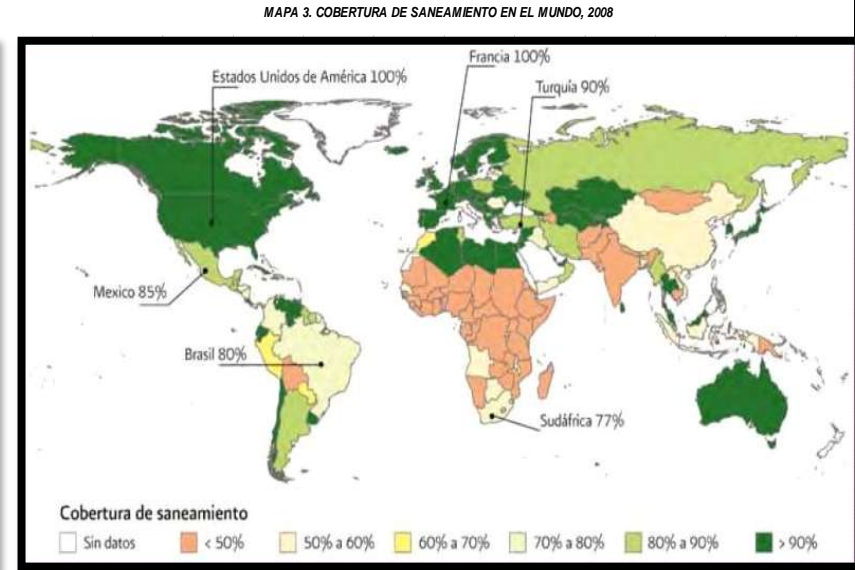 MAPA 3. COBERTURA DE SANEAMIENTO EN EL MUNDO, 2008
Francia 100%
Estados Unidos de América 100%
Turquía 90%
Mexico 85%
Brasil 80%
Sudáfrica 77%
Cobertura de saneamiento
Sin datos
< 50%
50% a 60%
60% a 70%
70% a 80%
80% a 90%
> 90%